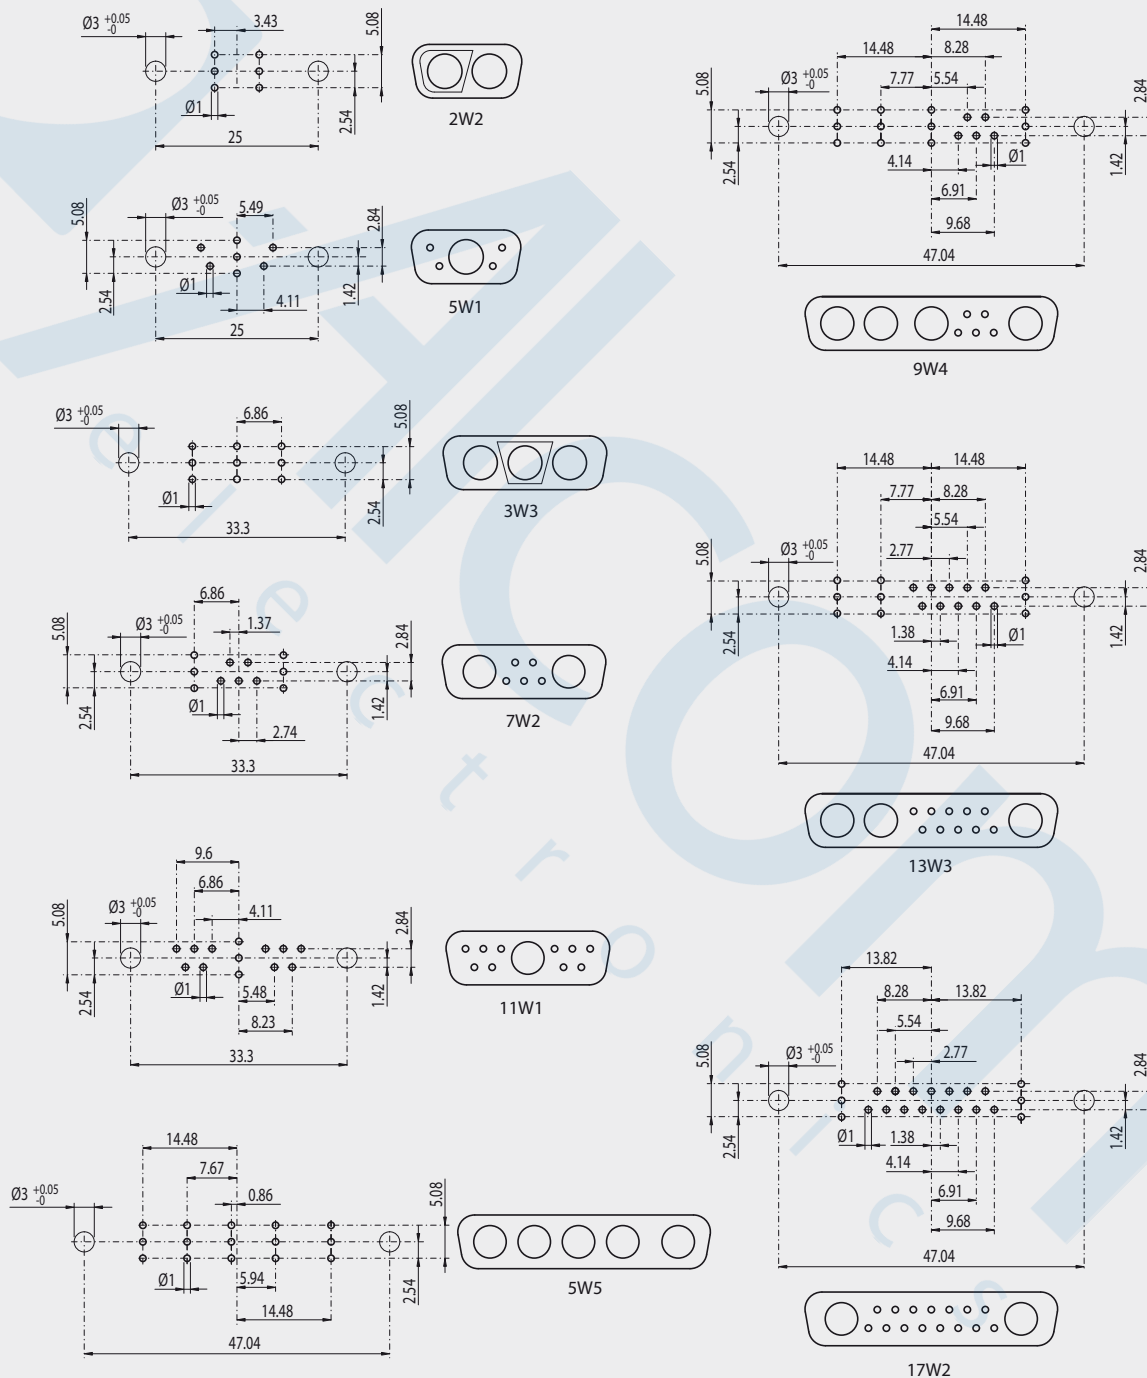 Ø3 +0.05 -0
3.43
5.08
Ø1
2.54
25
2W2
5.08
Ø3 +0.05 -0
5.49
2.84
2.54
Ø1
4.11
1.42
25
5W1
Ø3 +0.05 -0
6.86
5.08
Ø1
2.54
33.3
3W3
6.86
1.37
5.08
Ø3 +0.05 -0
2.84
2.54
Ø1
2.74
1.42
33.3
7W2
9.6
6.86
4.11
5.08
Ø3 +0.05 -0
2.84
2.54
Ø1
5.48
1.42
8.23
33.3
11W1
14.48
7.67
0.86
Ø3 +0.05 -0
5.08
Ø1
5.94
2.54
14.48
47.04
5W5
14.48
14.48
8.28
5.08
Ø3 +0.05 -0
7.77
5.54
2.84
2.54
4.14
Ø1
1.42
6.91
9.68
47.04
9W4
14.48
14.48
7.77
8.28
5.54
5.08
Ø3 +0.05 -0
2.77
2.84
2.54
1.38
Ø1
1.42
4.14
6.91
9.68
47.04
13W3
13.82
8.28
13.82
5.54
5.08
Ø3 +0.05 -0
2.77
2.84
2.54
Ø1
1.38
1.42
4.14
6.91
9.68
47.04
17W2
electronics